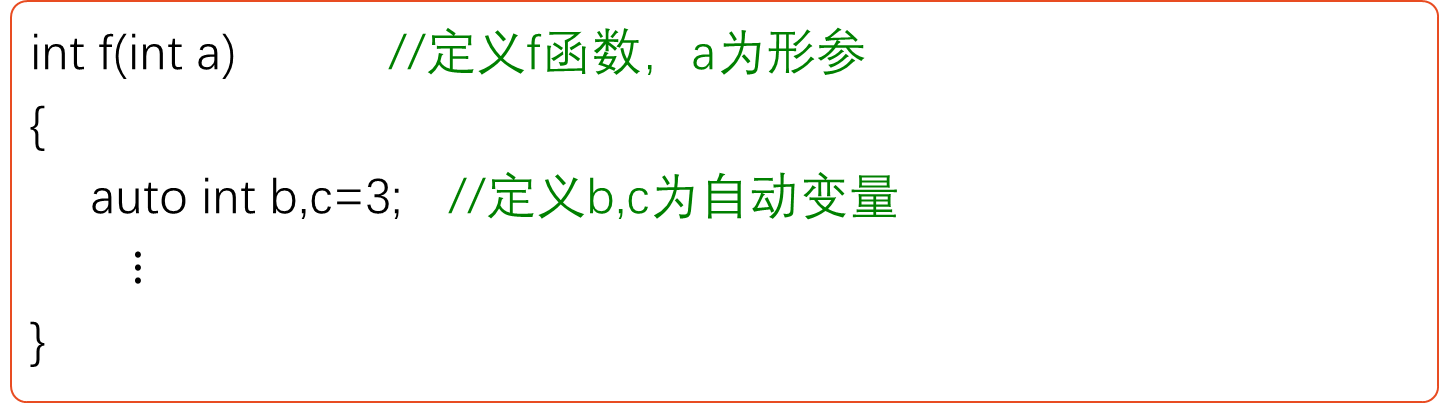 int f(int a) //定义f函数，a为形参
{
auto int b,c=3; //定义b,c为自动变量
⋮
}